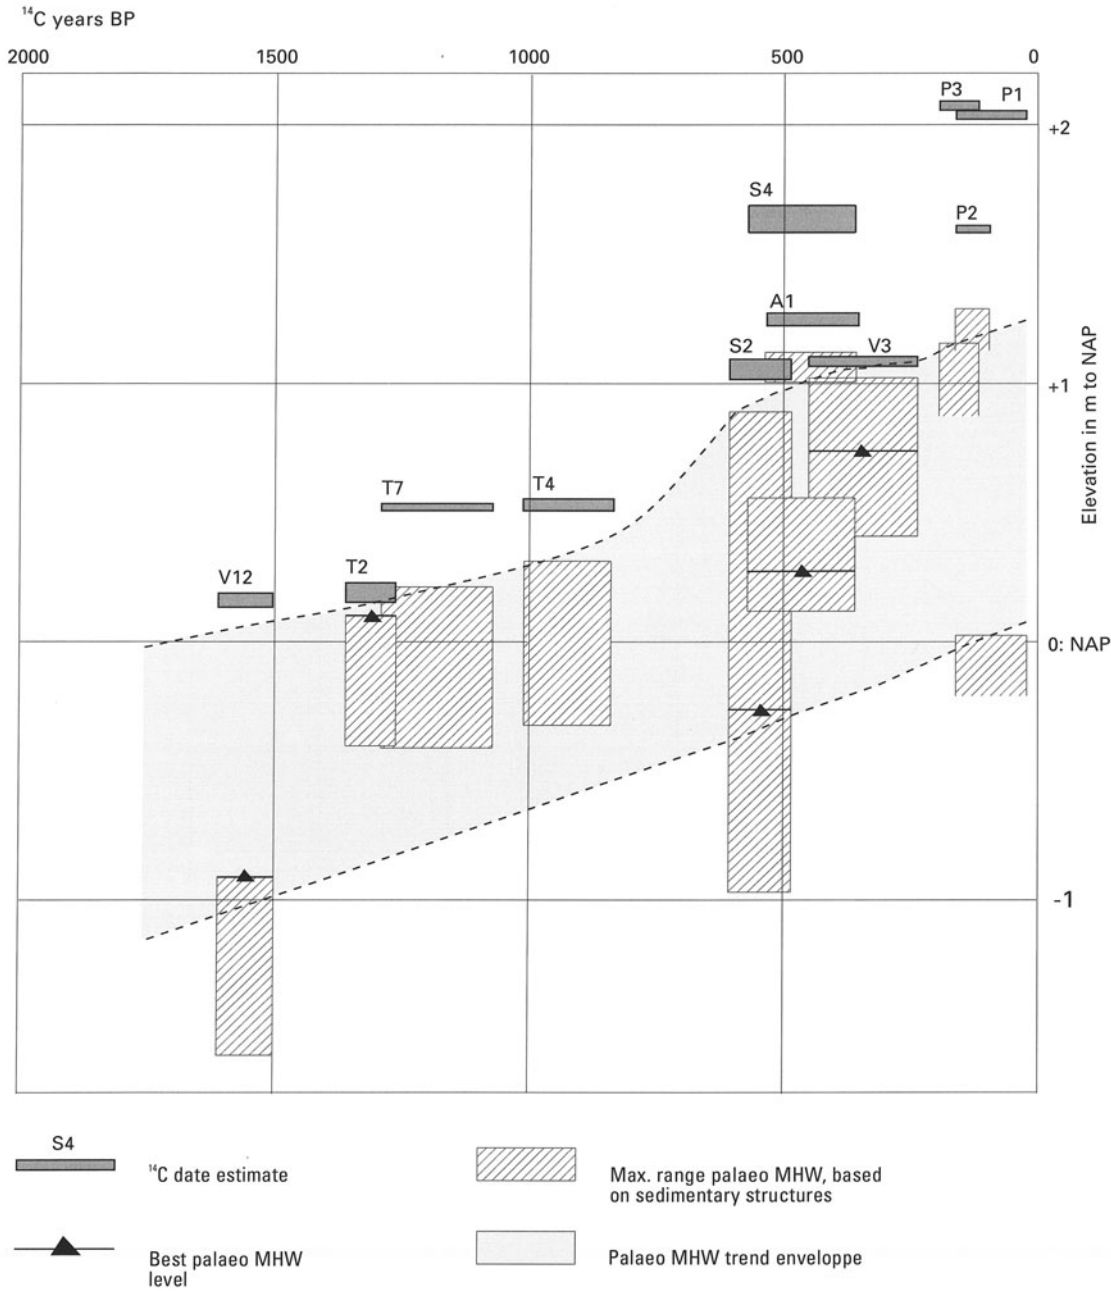 ¹⁴C years BP
2000 1500 1000 500 0
P3 P1
+2
S4
P2
A1
S2 V3
+1
Elevation in m to NAP
T7 T4
V12 T2
0: NAP
-1
S4
¹⁴C date estimate
Max. range palaeo MHW, based
on sedimentary structures
Best palaeo MHW
level
Palaeo MHW trend enveloppe